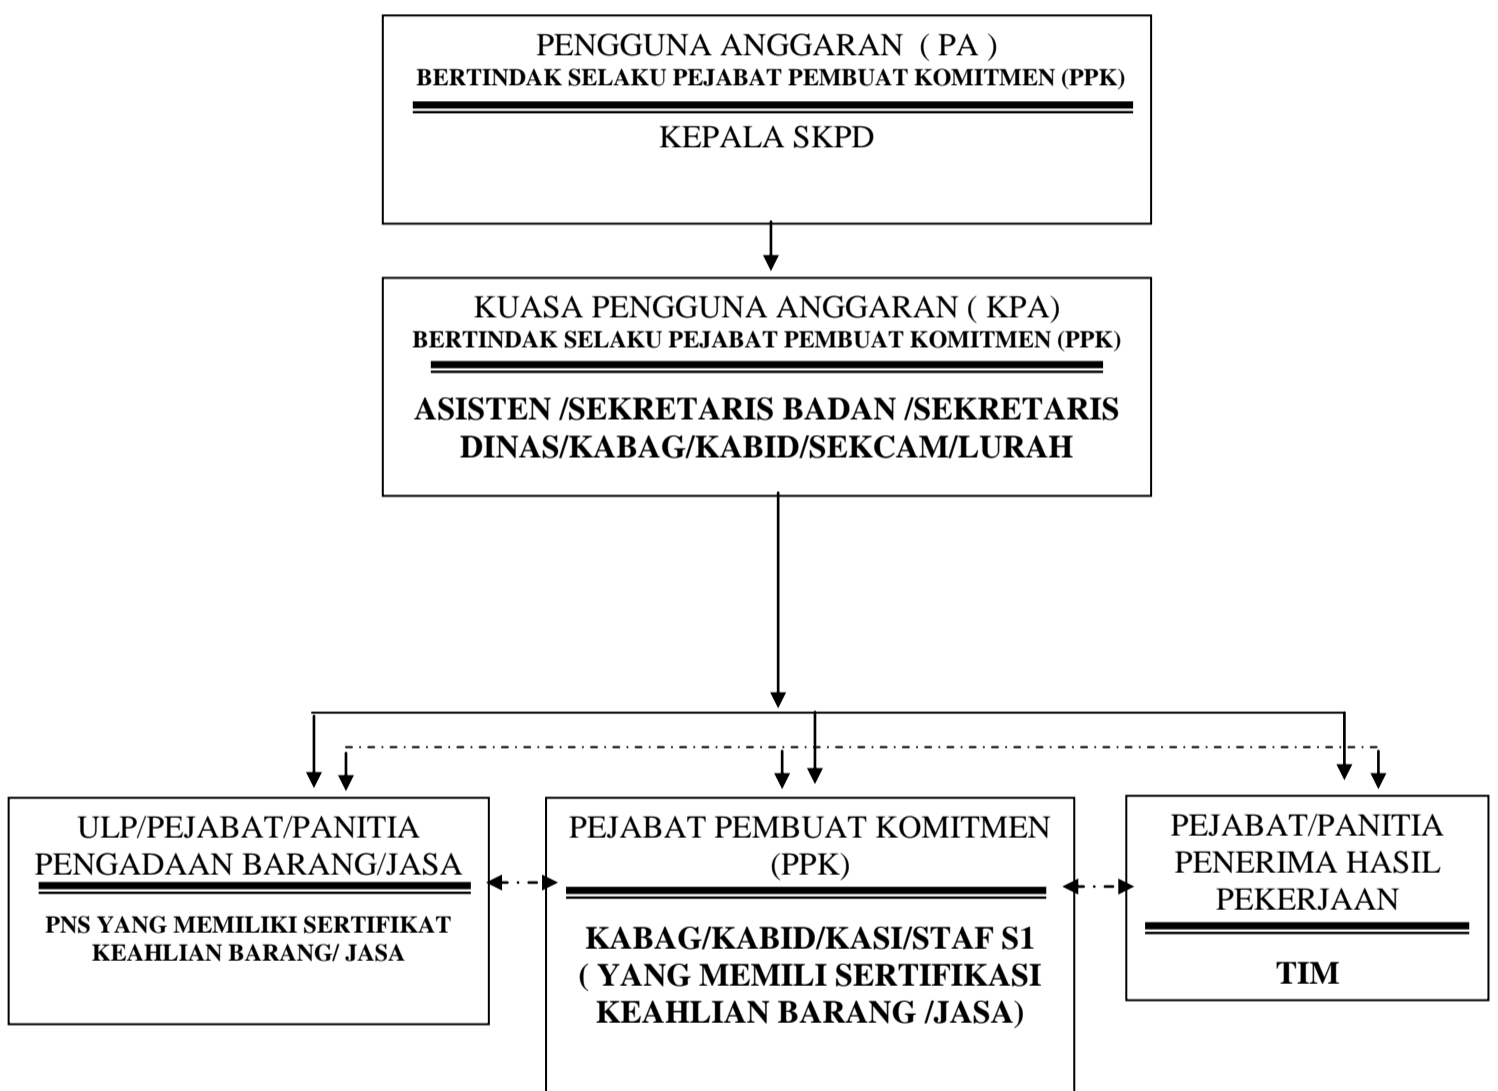 PENGGUNA ANGGARAN ( PA )
BERTINDAK SELAKU PEJABAT PEMBUAT KOMITMEN (PPK)
KEPALA SKPD
KUASA PENGGUNA ANGGARAN ( KPA)
BERTINDAK SELAKU PEJABAT PEMBUAT KOMITMEN (PPK)
ASISTEN /SEKRETARIS BADAN /SEKRETARIS
DINAS/KABAG/KABID/SEKCAM/LURAH
ULP/PEJABAT/PANITIA
PENGADAAN BARANG/JASA
PNS YANG MEMILIKI SERTIFIKAT
KEAHLIAN BARANG/ JASA
PEJABAT PEMBUAT KOMITMEN
(PPK)
KABAG/KABID/KASI/STAF S1
( YANG MEMILI SERTIFIKASI
KEAHLIAN BARANG /JASA)
PEJABAT/PANITIA
PENERIMA HASIL
PEKERJAAN
TIM